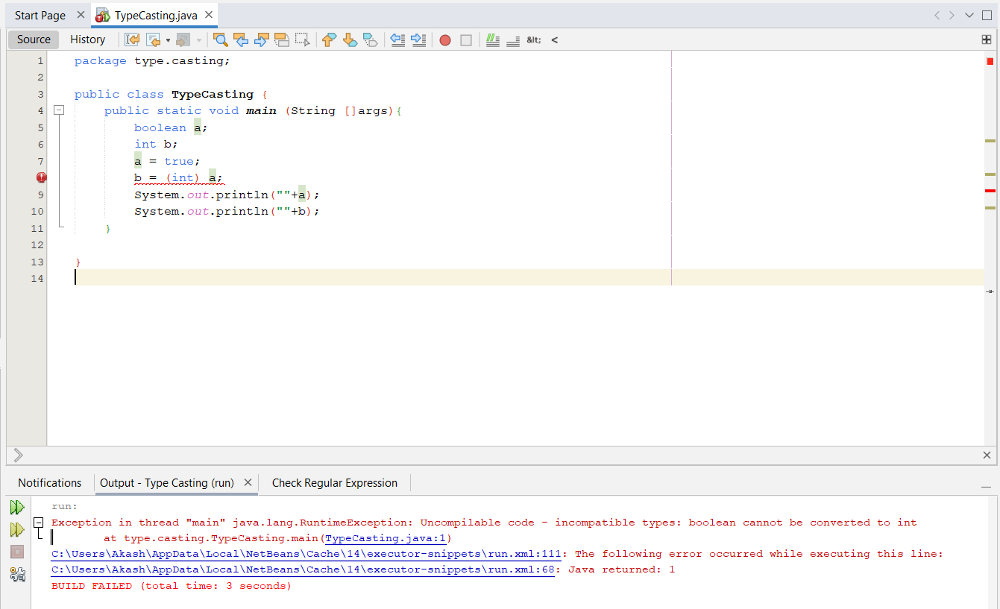 Start Page TypeCasting.java
Source History &lt; <
1 package type.casting;
2
3 public class TypeCasting {
4 public static void main (String []args){
5 boolean a;
6 int b;
7 a = true;
b = (int) a;
9 System.out.println(""+a);
10 System.out.println(""+b);
11 }
12
13 }
14
Notifications Output - Type Casting (run) Check Regular Expression
run:
Exception in thread "main" java.lang.RuntimeException: Uncompilable code - incompatible types: boolean cannot be converted to int
at type.casting.TypeCasting.main(TypeCasting.java:1)
C:\Users\Akash\AppData\Local\NetBeans\Cache\14\executor-snippets\run.xml:111: The following error occurred while executing this line:
C:\Users\Akash\AppData\Local\NetBeans\Cache\14\executor-snippets\run.xml:68: Java returned: 1
BUILD FAILED (total time: 3 seconds)